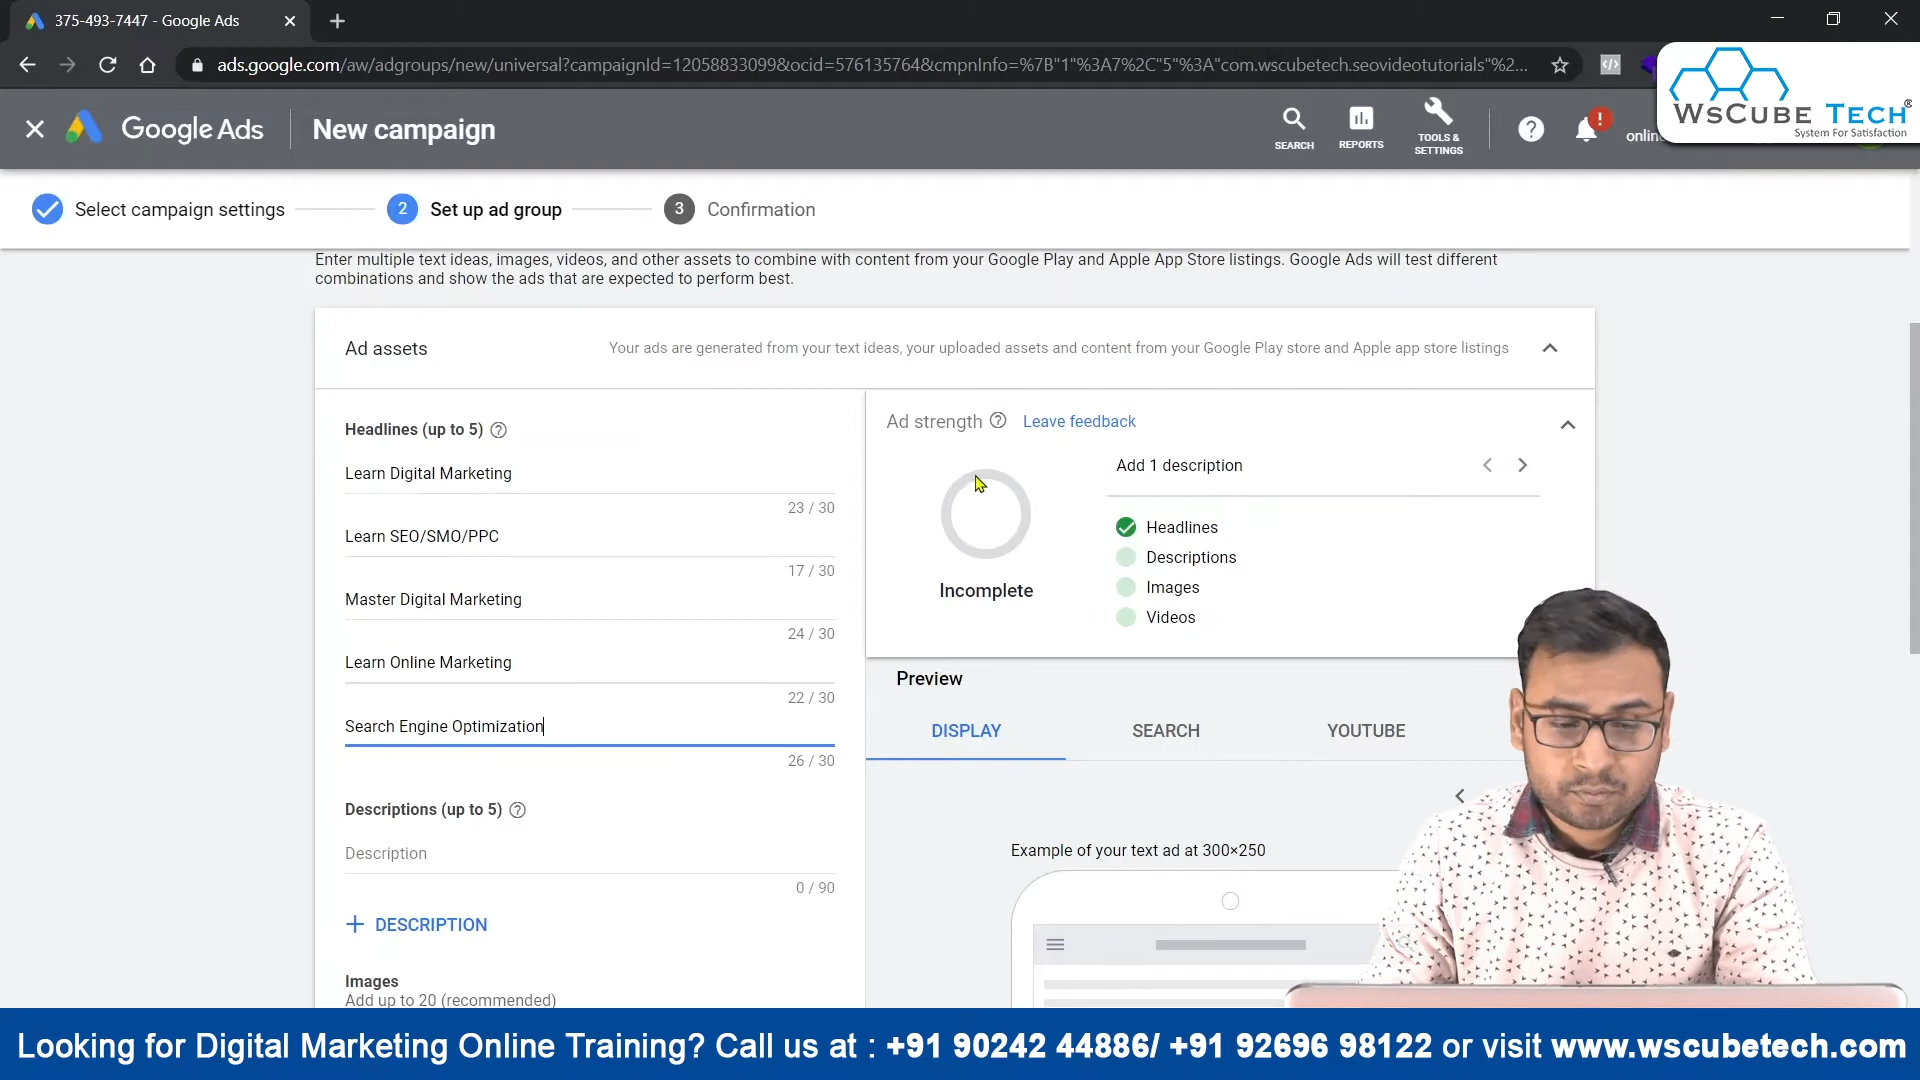 375-493-7447 - Google Ads
ads.google.com/aw/adgroups/new/universal?campaignId=12058833099&ocid=576135764&cmpnInfo=%7B"1"%3A7%2C"5"%3A"com.wscubetech.seovideotutorials"%2...
Google Ads
New campaign
SEARCH
REPORTS
TOOLS &
SETTINGS
WsCube Tech®
System For Satisfaction
Select campaign settings
2
Set up ad group
3
Confirmation
Enter multiple text ideas, images, videos, and other assets to combine with content from your Google Play and Apple App Store listings. Google Ads will test different
combinations and show the ads that are expected to perform best.
Ad assets
Your ads are generated from your text ideas, your uploaded assets and content from your Google Play store and Apple app store listings
Headlines (up to 5)
Learn Digital Marketing
23 / 30
Learn SEO/SMO/PPC
17 / 30
Master Digital Marketing
24 / 30
Learn Online Marketing
22 / 30
Search Engine Optimization
26 / 30
Descriptions (up to 5)
Description
0 / 90
+ DESCRIPTION
Images
Add up to 20 (recommended)
Ad strength
Leave feedback
Incomplete
Add 1 description
Headlines
Descriptions
Images
Videos
Preview
DISPLAY
SEARCH
YOUTUBE
Example of your text ad at 300×250
Looking for Digital Marketing Online Training? Call us at : +91 90242 44886/ +91 92696 98122 or visit www.wscubetech.com